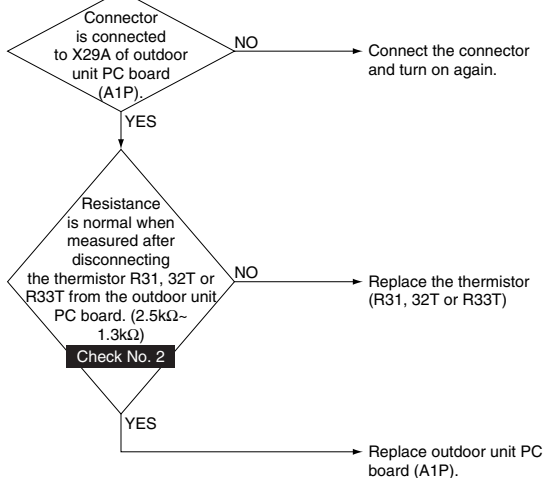 Connector
is connected
to X29A of outdoor
unit PC board
(A1P).
NO
Connect the connector
and turn on again.
YES
Resistance
is normal when
measured after
disconnecting
the thermistor R31, 32T or
R33T from the outdoor unit
PC board. (2.5kΩ~
1.3kΩ)
Check No. 2
NO
Replace the thermistor
(R31, 32T or R33T)
YES
Replace outdoor unit PC
board (A1P).